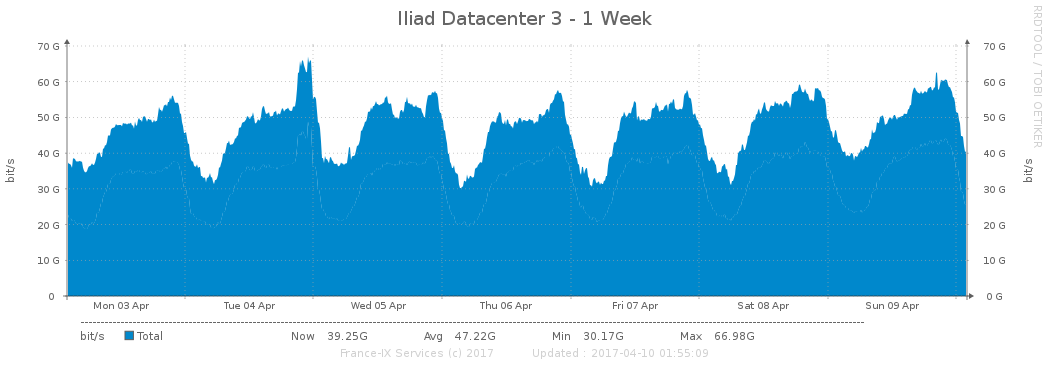 Iliad Datacenter 3 - 1 Week
RRDTOOL / TOBI OETIKER
bit/s
70 G
60 G
50 G
40 G
30 G
20 G
10 G
0
70 G
60 G
50 G
40 G
30 G
20 G
10 G
0 G
bit/s
Mon 03 Apr Tue 04 Apr Wed 05 Apr Thu 06 Apr Fri 07 Apr Sat 08 Apr Sun 09 Apr
bit/s Total Now 39.25G Avg 47.22G Min 30.17G Max 66.98G
France-IX Services (c) 2017 Updated : 2017-04-10 01:55:09